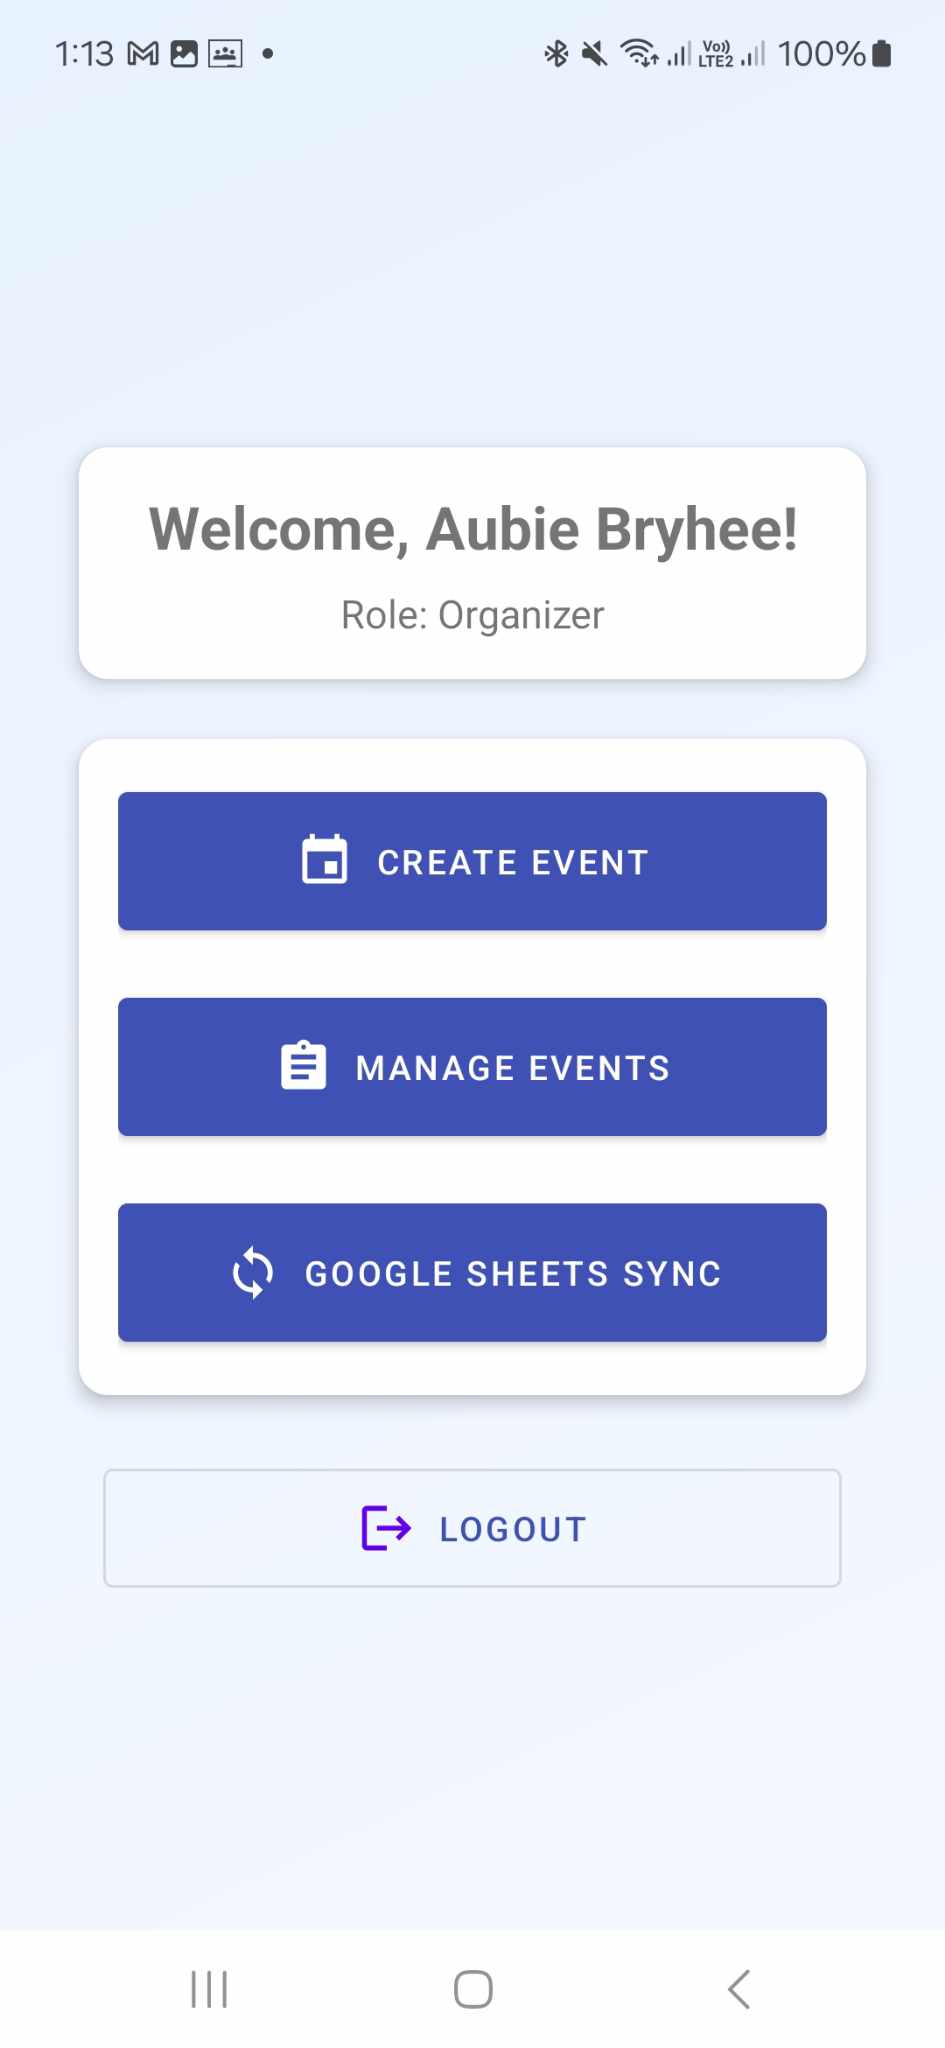 1:13
Vo))
LTE2
100%
Welcome, Aubie Bryhee!
Role: Organizer
CREATE EVENT
MANAGE EVENTS
GOOGLE SHEETS SYNC
LOGOUT